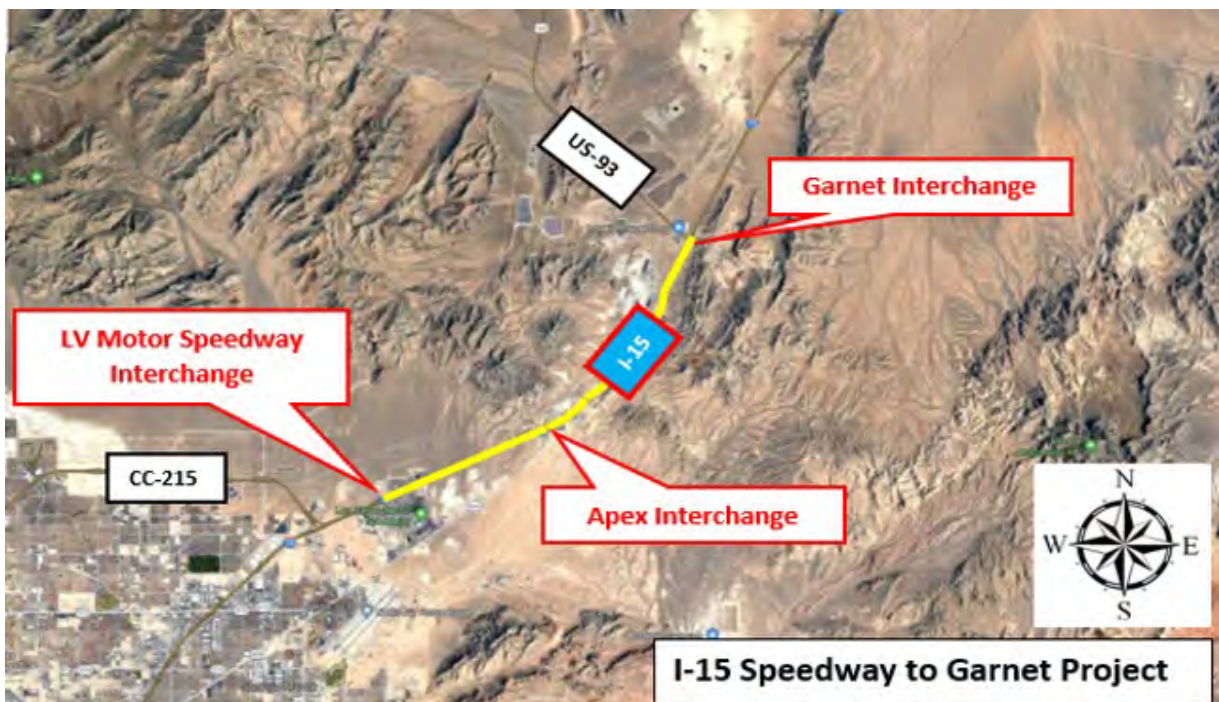 US-93
Garnet Interchange
LV Motor Speedway
Interchange
I-15
CC-215
Apex Interchange
N
W
E
S
I-15 Speedway to Garnet Project